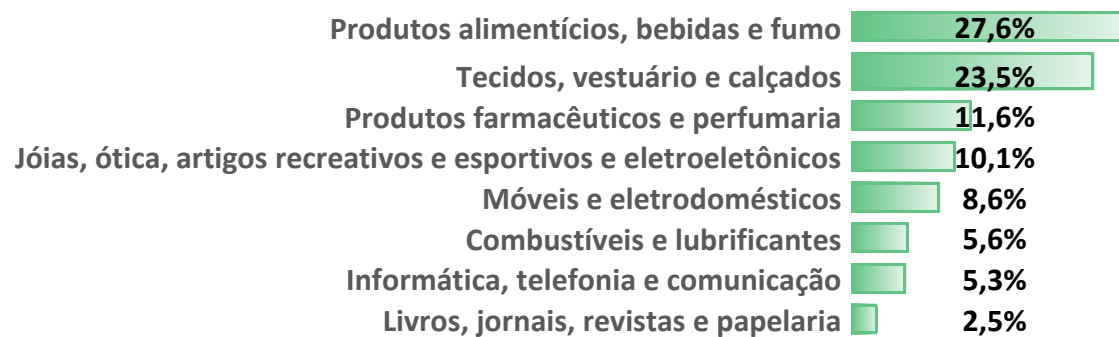 Produtos alimentícios, bebidas e fumo 27,6%
Tecidos, vestuário e calçados 23,5%
Produtos farmacêuticos e perfumaria 11,6%
Jóias, ótica, artigos recreativos e esportivos e eletroeletônicos 10,1%
Móveis e eletrodomésticos 8,6%
Combustíveis e lubrificantes 5,6%
Informática, telefonia e comunicação 5,3%
Livros, jornais, revistas e papelaria 2,5%